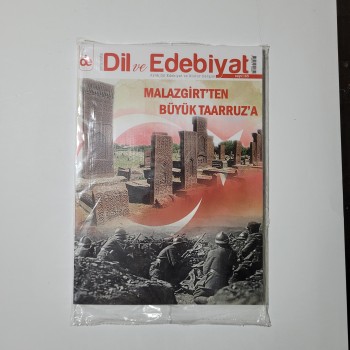 Dil ve Edebiyat
MALAZGİRT'TEN
BÜYÜK TAARRUZ'A